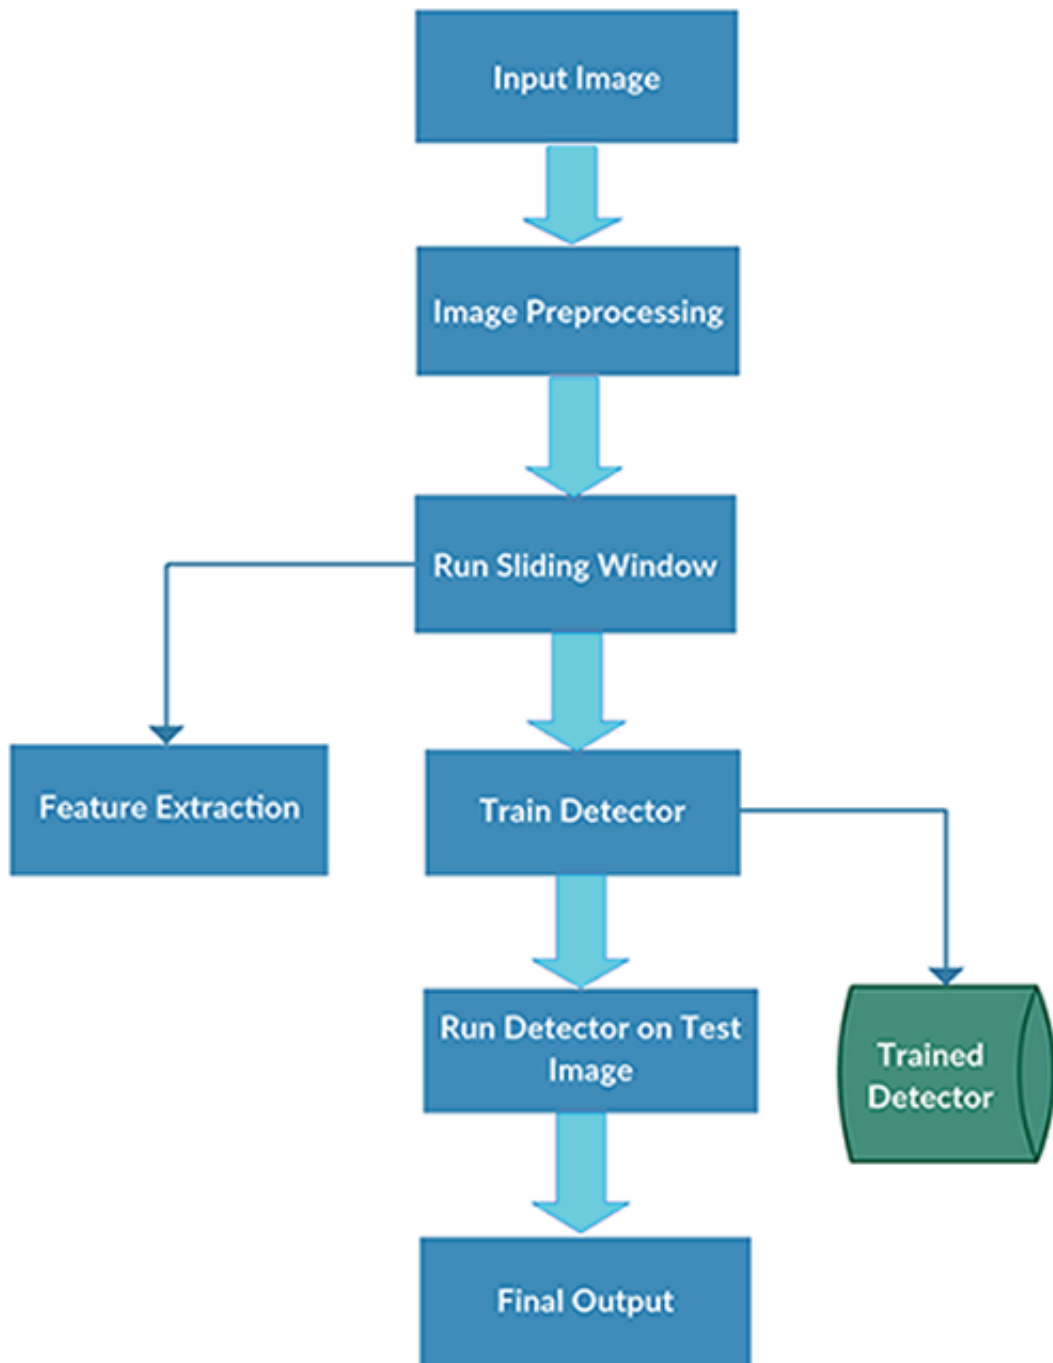 Input Image
Image Preprocessing
Run Sliding Window
Feature Extraction
Train Detector
Run Detector on Test
Image
Trained
Detector
Final Output